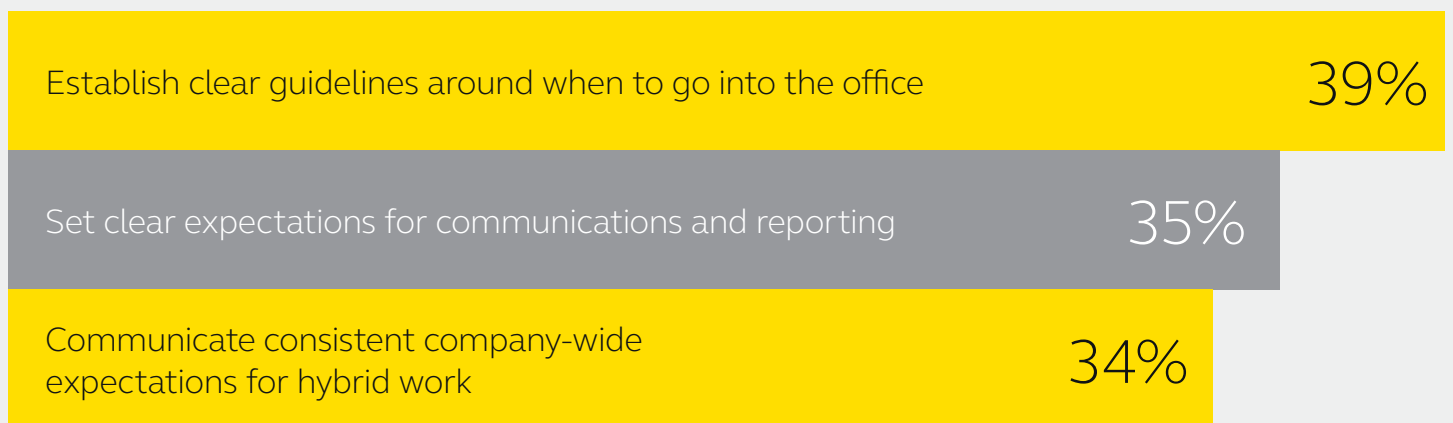 Establish clear guidelines around when to go into the office 39%
Set clear expectations for communications and reporting 35%
Communicate consistent company-wide
expectations for hybrid work 34%